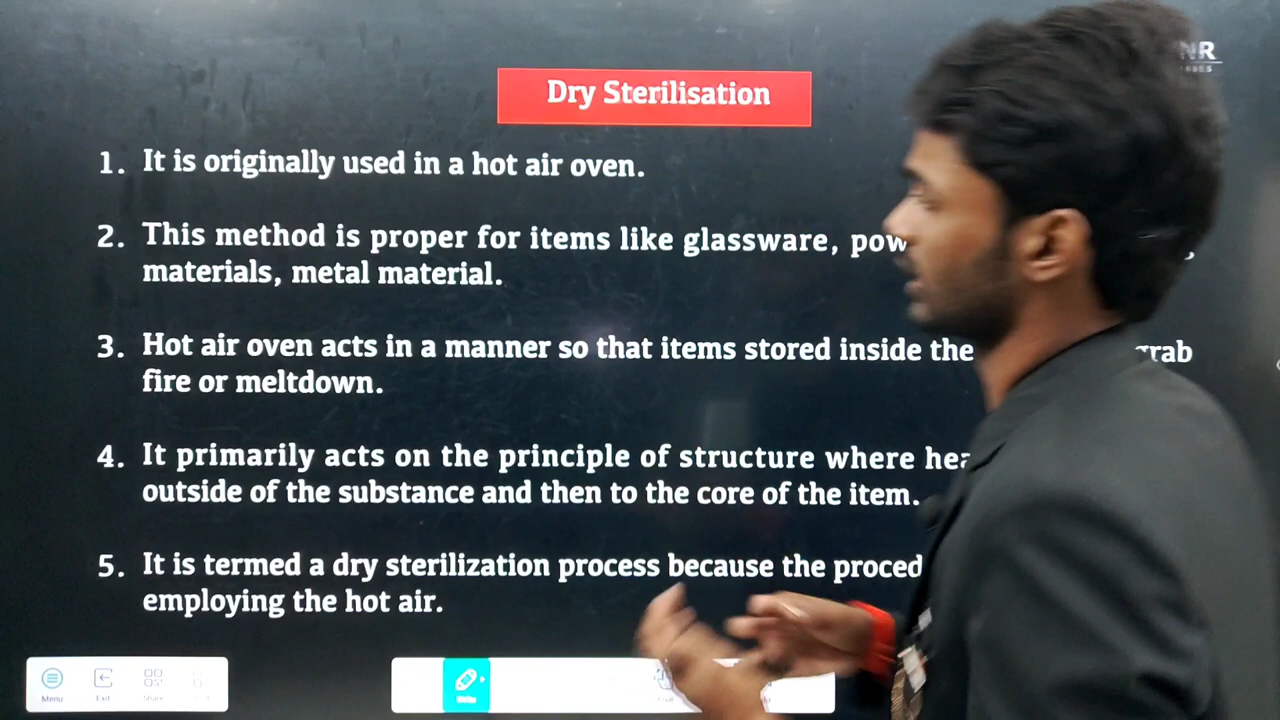 NR
Dry Sterilisation
1. It is originally used in a hot air oven.
2. This method is proper for items like glassware,
materials, metal material.
3. Hot air oven acts in a manner so that items stored inside the
fire or meltdown.
4. It primarily acts on the principle of structure where
outside of the substance and then to the core of the item.
5. It is termed a dry sterilization process because the
employing the hot air.
Menu Exit Share